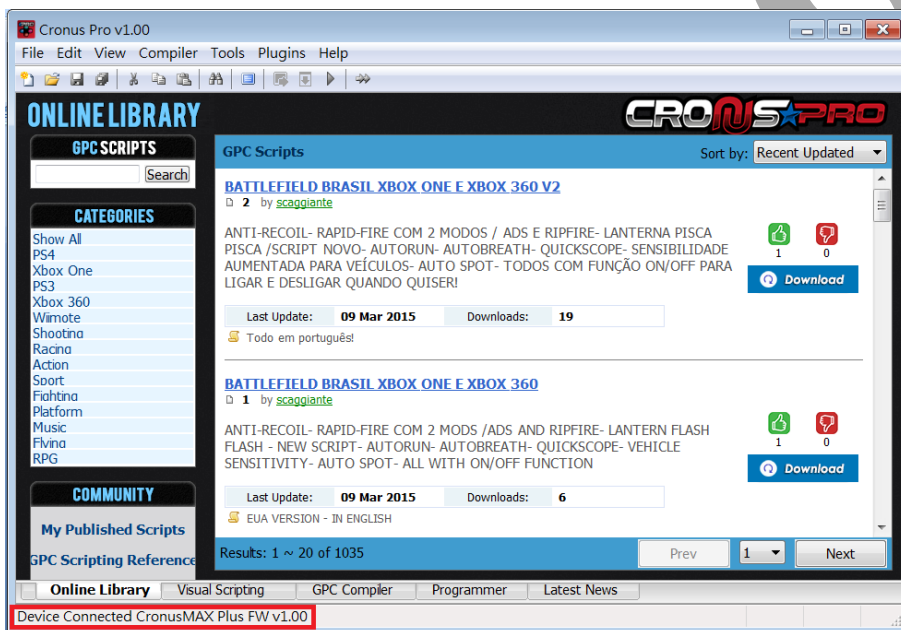 Cronus Pro v1.00
File Edit View Compiler Tools Plugins Help
ONLINE LIBRARY
CRONUS PRO
GPC SCRIPTS
Search
CATEGORIES
Show All
PS4
Xbox One
PS3
Xbox 360
Wiimote
Shooting
Racing
Action
Sport
Fighting
Platform
Music
Flying
RPG
COMMUNITY
My Published Scripts
GPC Scripting Reference
GPC Scripts
Sort by: Recent Updated
BATTLEFIELD BRASIL XBOX ONE E XBOX 360 V2
2 by scaggiante
ANTI-RECOIL- RAPID-FIRE COM 2 MODOS / ADS E RIPFIRE- LANTERNA PISCA
PISCA /SCRIPT NOVO- AUTORUN- AUTOBREATH- QUICKSCOPE- SENSIBILIDADE
AUMENTADA PARA VEÍCULOS- AUTO SPOT- TODOS COM FUNÇÃO ON/OFF PARA
LIGAR E DESLIGAR QUANDO QUISER!
1 0
Download
Last Update: 09 Mar 2015 Downloads: 19
Todo em português!
BATTLEFIELD BRASIL XBOX ONE E XBOX 360
1 by scaggiante
ANTI-RECOIL- RAPID-FIRE COM 2 MODS /ADS AND RIPFIRE- LANTERN FLASH
FLASH - NEW SCRIPT- AUTORUN- AUTOBREATH- QUICKSCOPE- VEHICLE
SENSITIVITY- AUTO SPOT- ALL WITH ON/OFF FUNCTION
1 0
Download
Last Update: 09 Mar 2015 Downloads: 6
EUA VERSION - IN ENGLISH
Results: 1 ~ 20 of 1035
Prev 1 Next
Online Library Visual Scripting GPC Compiler Programmer Latest News
Device Connected CronusMAX Plus FW v1.00